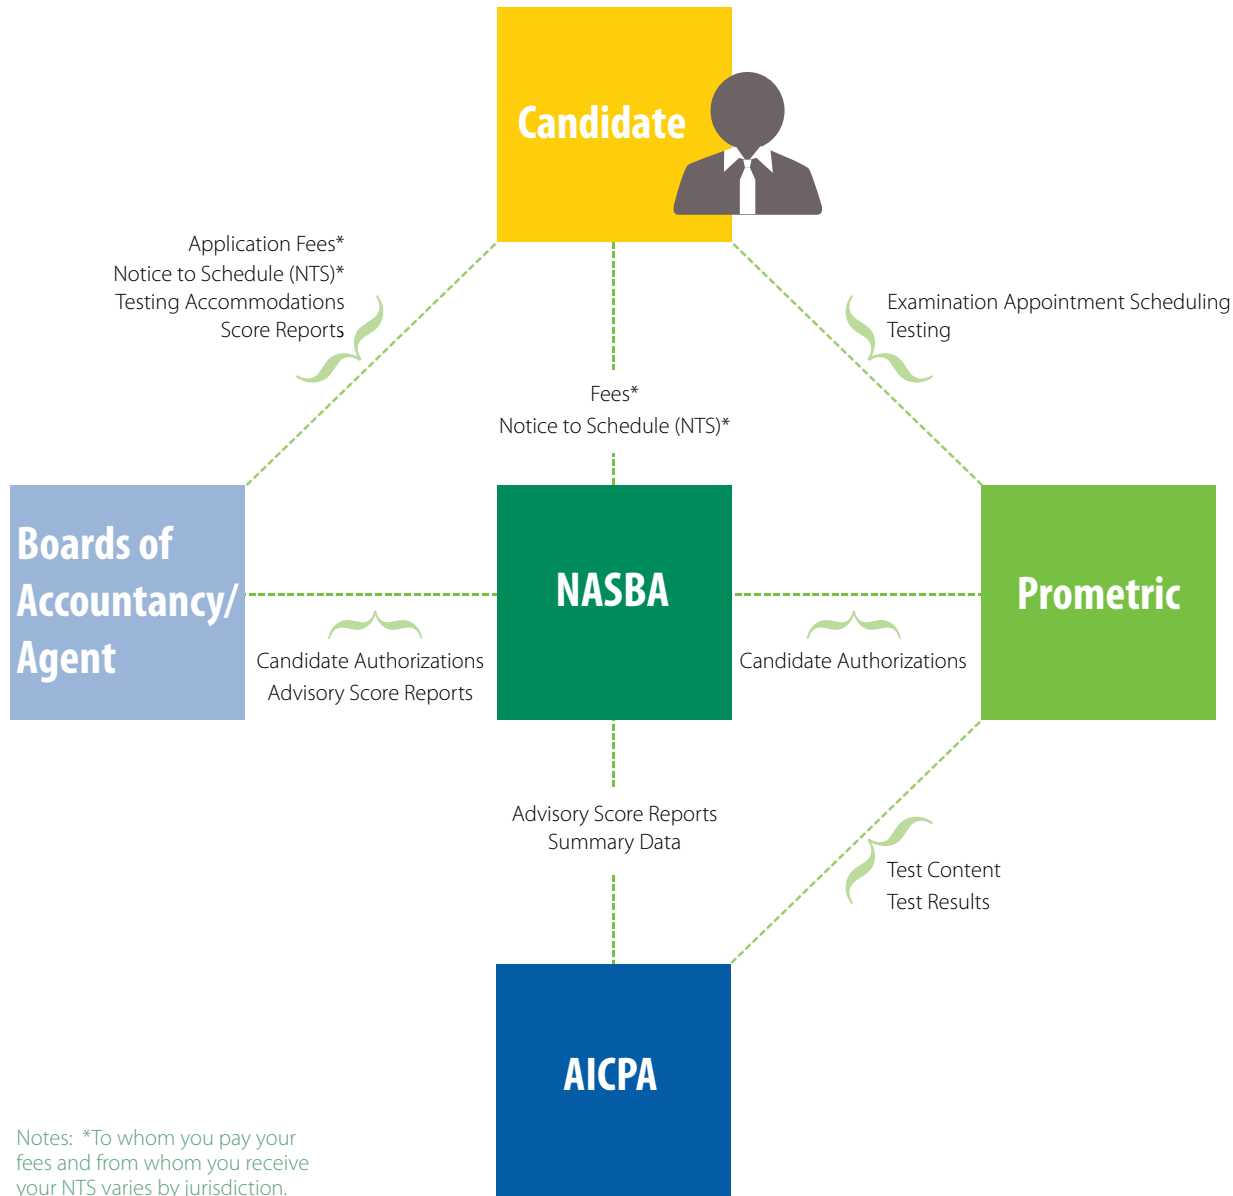 Candidate
Application Fees*
Notice to Schedule (NTS)*
Testing Accommodations
Score Reports
Examination Appointment Scheduling
Testing
Fees*
Notice to Schedule (NTS)*
Boards of
Accountancy/
Agent
NASBA
Prometric
Candidate Authorizations
Advisory Score Reports
Candidate Authorizations
Advisory Score Reports
Summary Data
Test Content
Test Results
AICPA
Notes: *To whom you pay your
fees and from whom you receive
your NTS varies by jurisdiction.